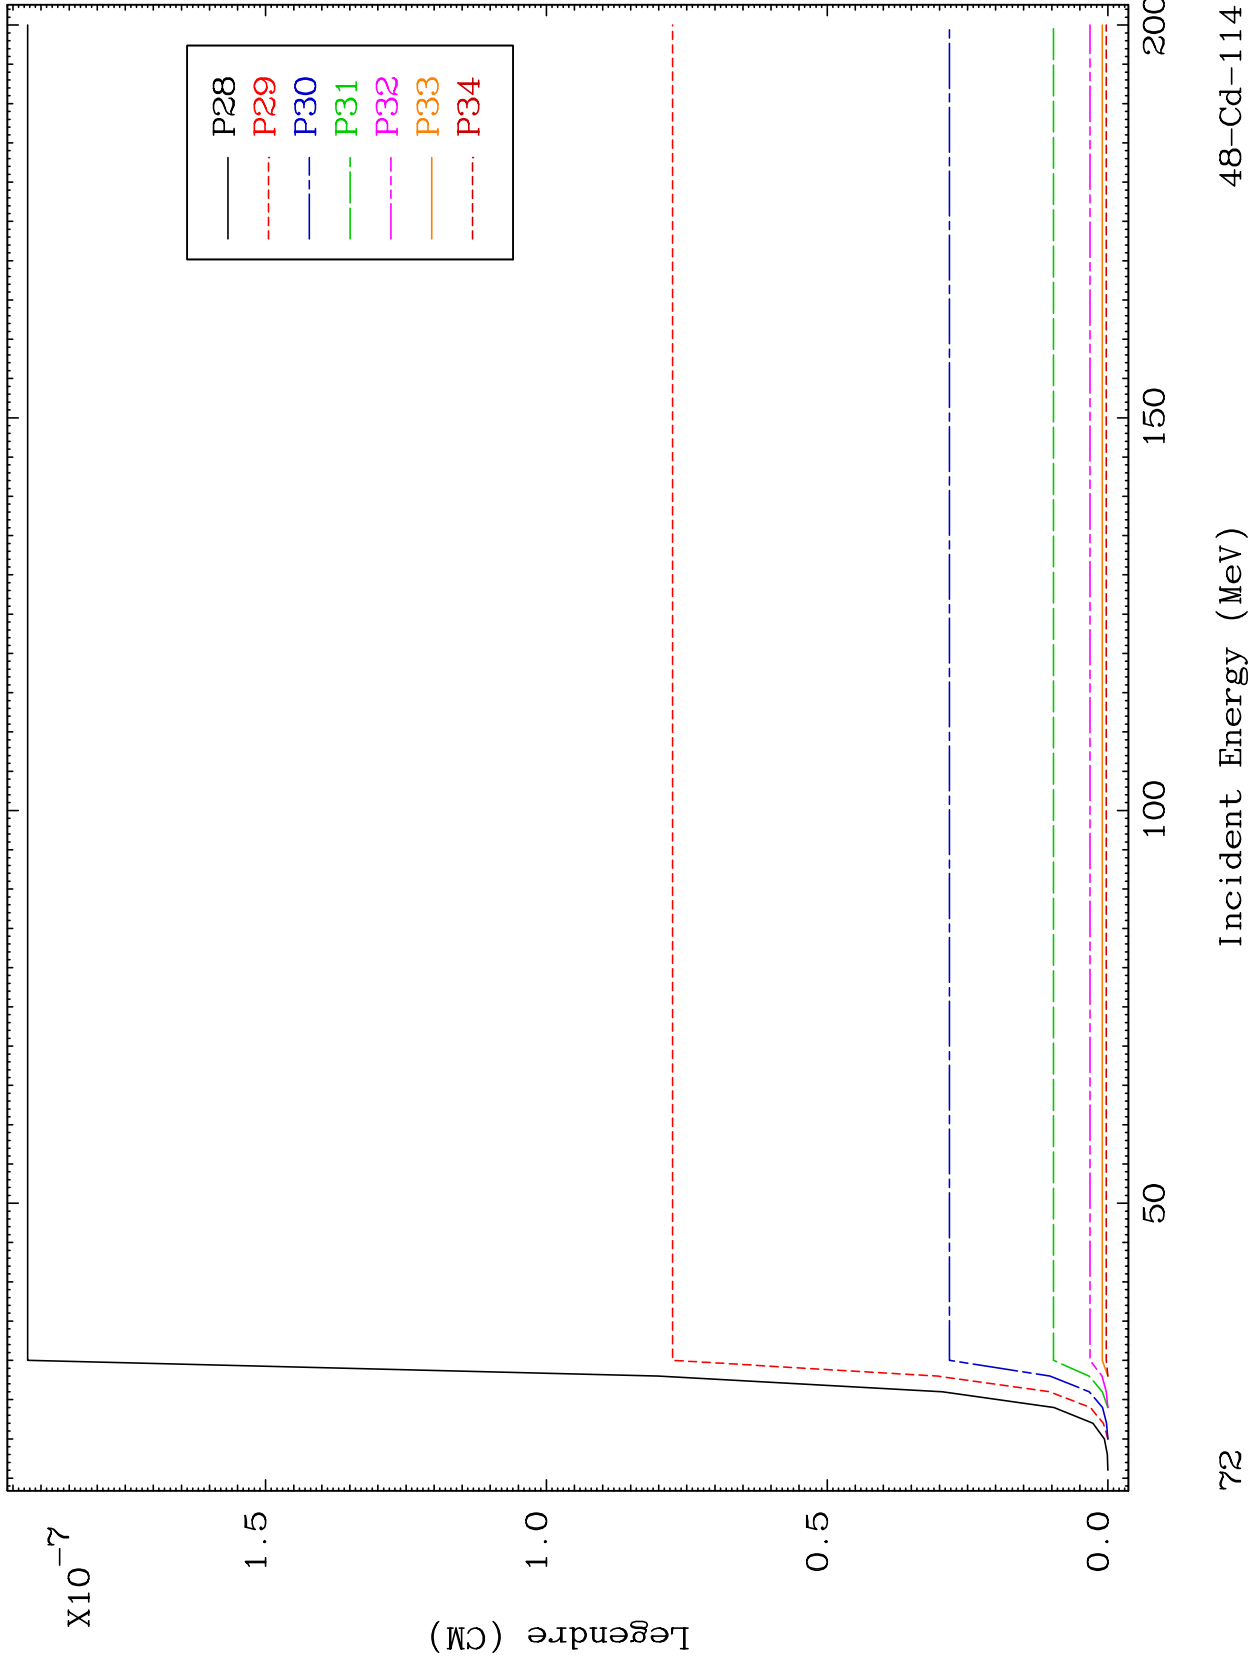 X10-7
1.5
1.0
0.5
0.0
Legendre (CM)
P28
P29
P30
P31
P32
P33
P34
50
100
150
200
72
Incident Energy (MeV)
48-Cd-114